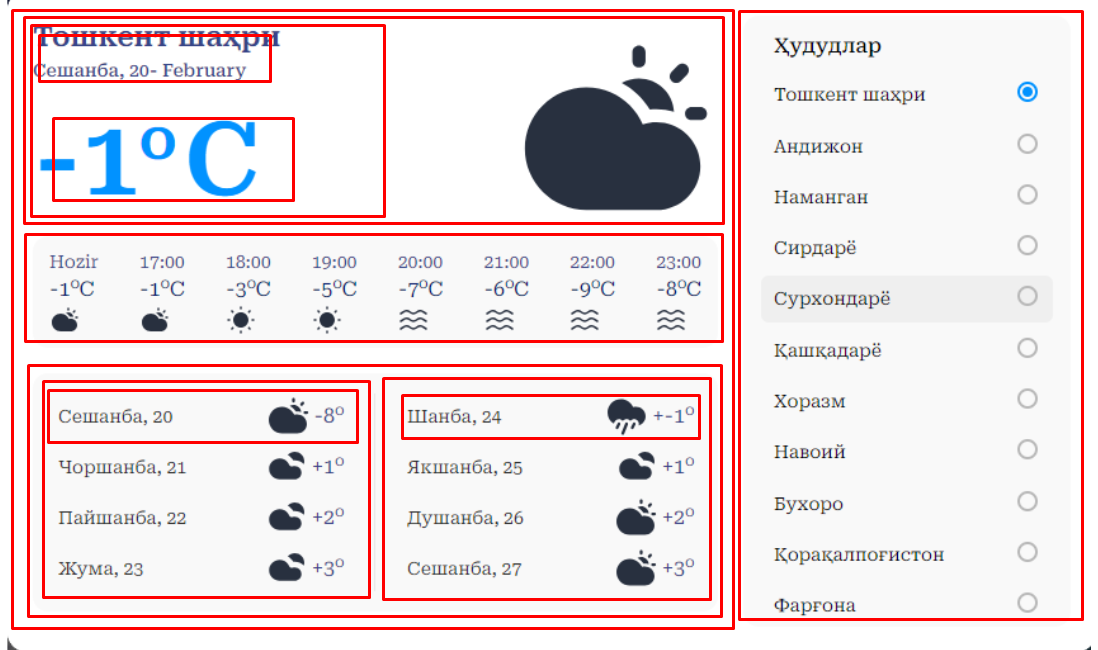 Тошкент шаҳри
Сешанба, 20- February
-1°C
Hozir 17:00 18:00 19:00 20:00 21:00 22:00 23:00
-1°C -1°C -3°C -5°C -7°C -6°C -9°C -8°C
Сешанба, 20 -8°
Чоршанба, 21 +1°
Пайшанба, 22 +2°
Жума, 23 +3°
Шанба, 24 +-1°
Якшанба, 25 +1°
Душанба, 26 +2°
Сешанба, 27 +3°
Ҳудудлар
Тошкент шаҳри
Андижон
Наманган
Сирдарё
Сурхондарё
Қашқадарё
Хоразм
Навоий
Бухоро
Қорақалпоғистон
Фарғона